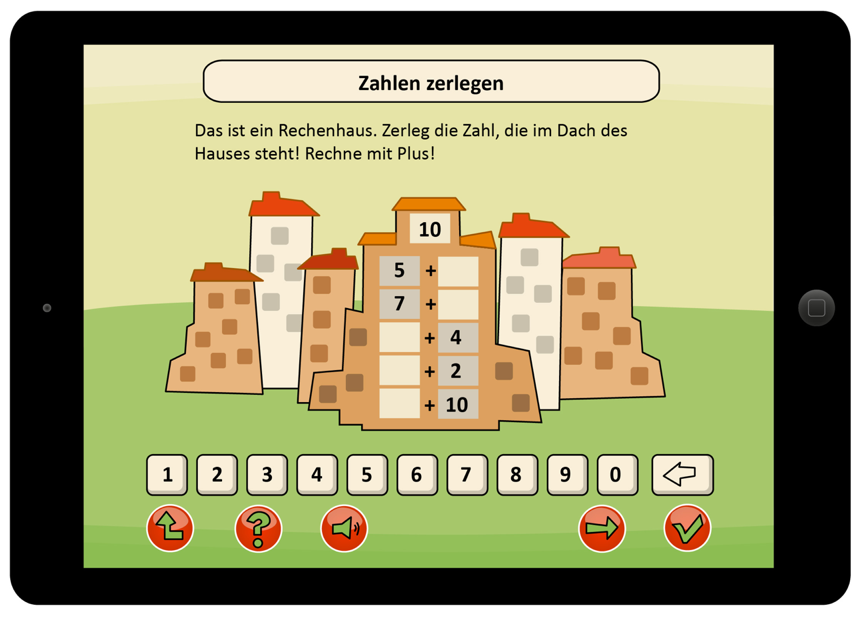 Zahlen zerlegen
Das ist ein Rechenhaus. Zerleg die Zahl, die im Dach des
Hauses steht! Rechne mit Plus!
10
5 +
7 +
+ 4
+ 2
+ 10
1 2 3 4 5 6 7 8 9 0
?